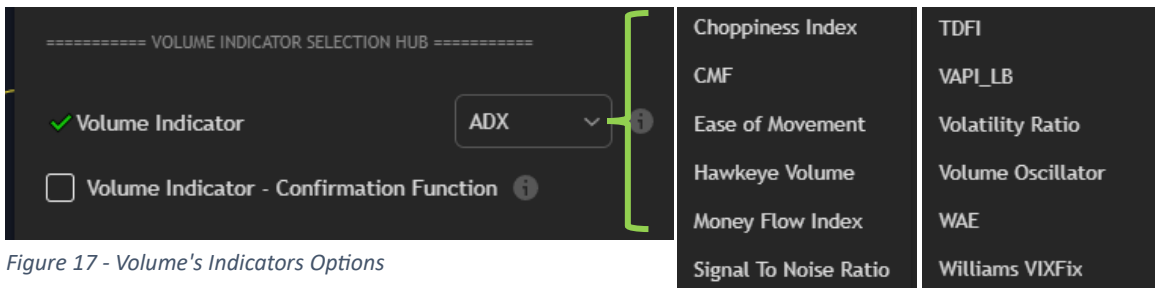 =========== VOLUME INDICATOR SELECTION HUB ===========
Volume Indicator
ADX
Volume Indicator - Confirmation Function
Figure 17 - Volume's Indicators Options
Choppiness Index
CMF
Ease of Movement
Hawkeye Volume
Money Flow Index
Signal To Noise Ratio
TDFI
VAPI_LB
Volatility Ratio
Volume Oscillator
WAE
Williams VIXFix